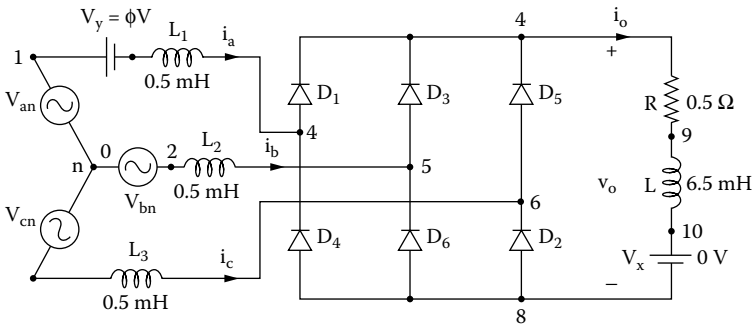 V_y = ϕV
L_1
i_a
0.5 mH
1
V_an
4
i_o
+
D_1
D_3
D_5
R
0.5 Ω
4
9
n
0
2
L_2
i_b
0.5 mH
V_bn
5
v_o
L
6.5 mH
6
V_cn
10
D_4
D_6
D_2
V_x
0 V
L_3
i_c
0.5 mH
–
8